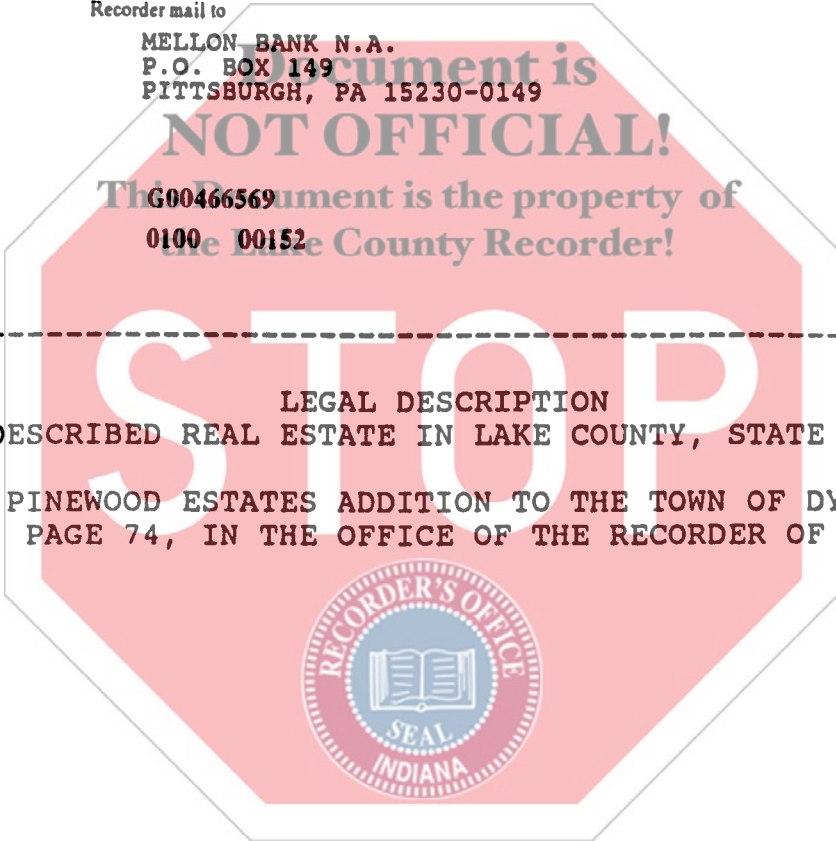 Recorder mail to
MELLON BANK N.A.
P.O. BOX 149
PITTSBURGH, PA 15230-0149
Document is
NOT OFFICIAL!
This Document is the property of
the Lake County Recorder!
G00466569
0100 00152
STOP
LEGAL DESCRIPTION
DESCRIBED REAL ESTATE IN LAKE COUNTY, STATE
PINEWOOD ESTATES ADDITION TO THE TOWN OF DY
PAGE 74, IN THE OFFICE OF THE RECORDER OF
RECORDER'S OFFICE
SEAL
INDIANA